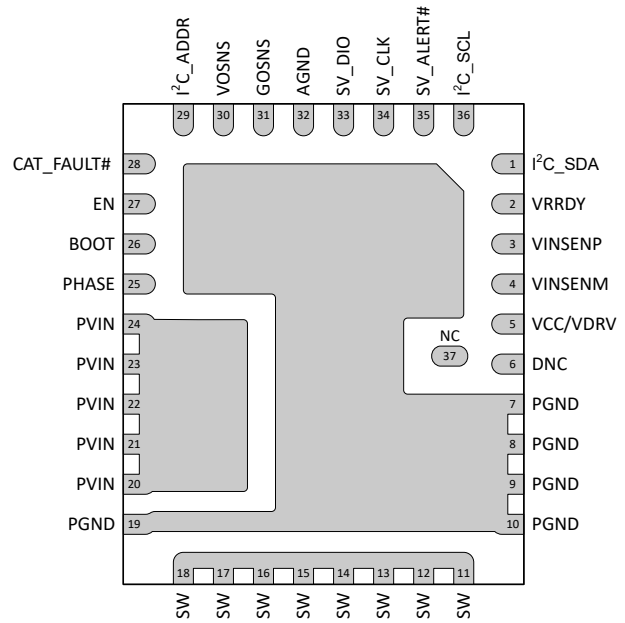 I²C_ADDR
VOSNS
GOSNS
AGND
SV_DIO
SV_CLK
SV_ALERT#
I²C_SCL
29 30 31 32 33 34 35 36
CAT_FAULT# 28 1 I²C_SDA
EN 27 2 VRRDY
BOOT 26 3 VINSENP
PHASE 25 4 VINSENM
PVIN 24 5 VCC/VDRV
NC
37
PVIN 23 6 DNC
PVIN 22 7 PGND
PVIN 21 8 PGND
PVIN 20 9 PGND
PGND 19 10 PGND
18 17 16 15 14 13 12 11
SW SW SW SW SW SW SW SW